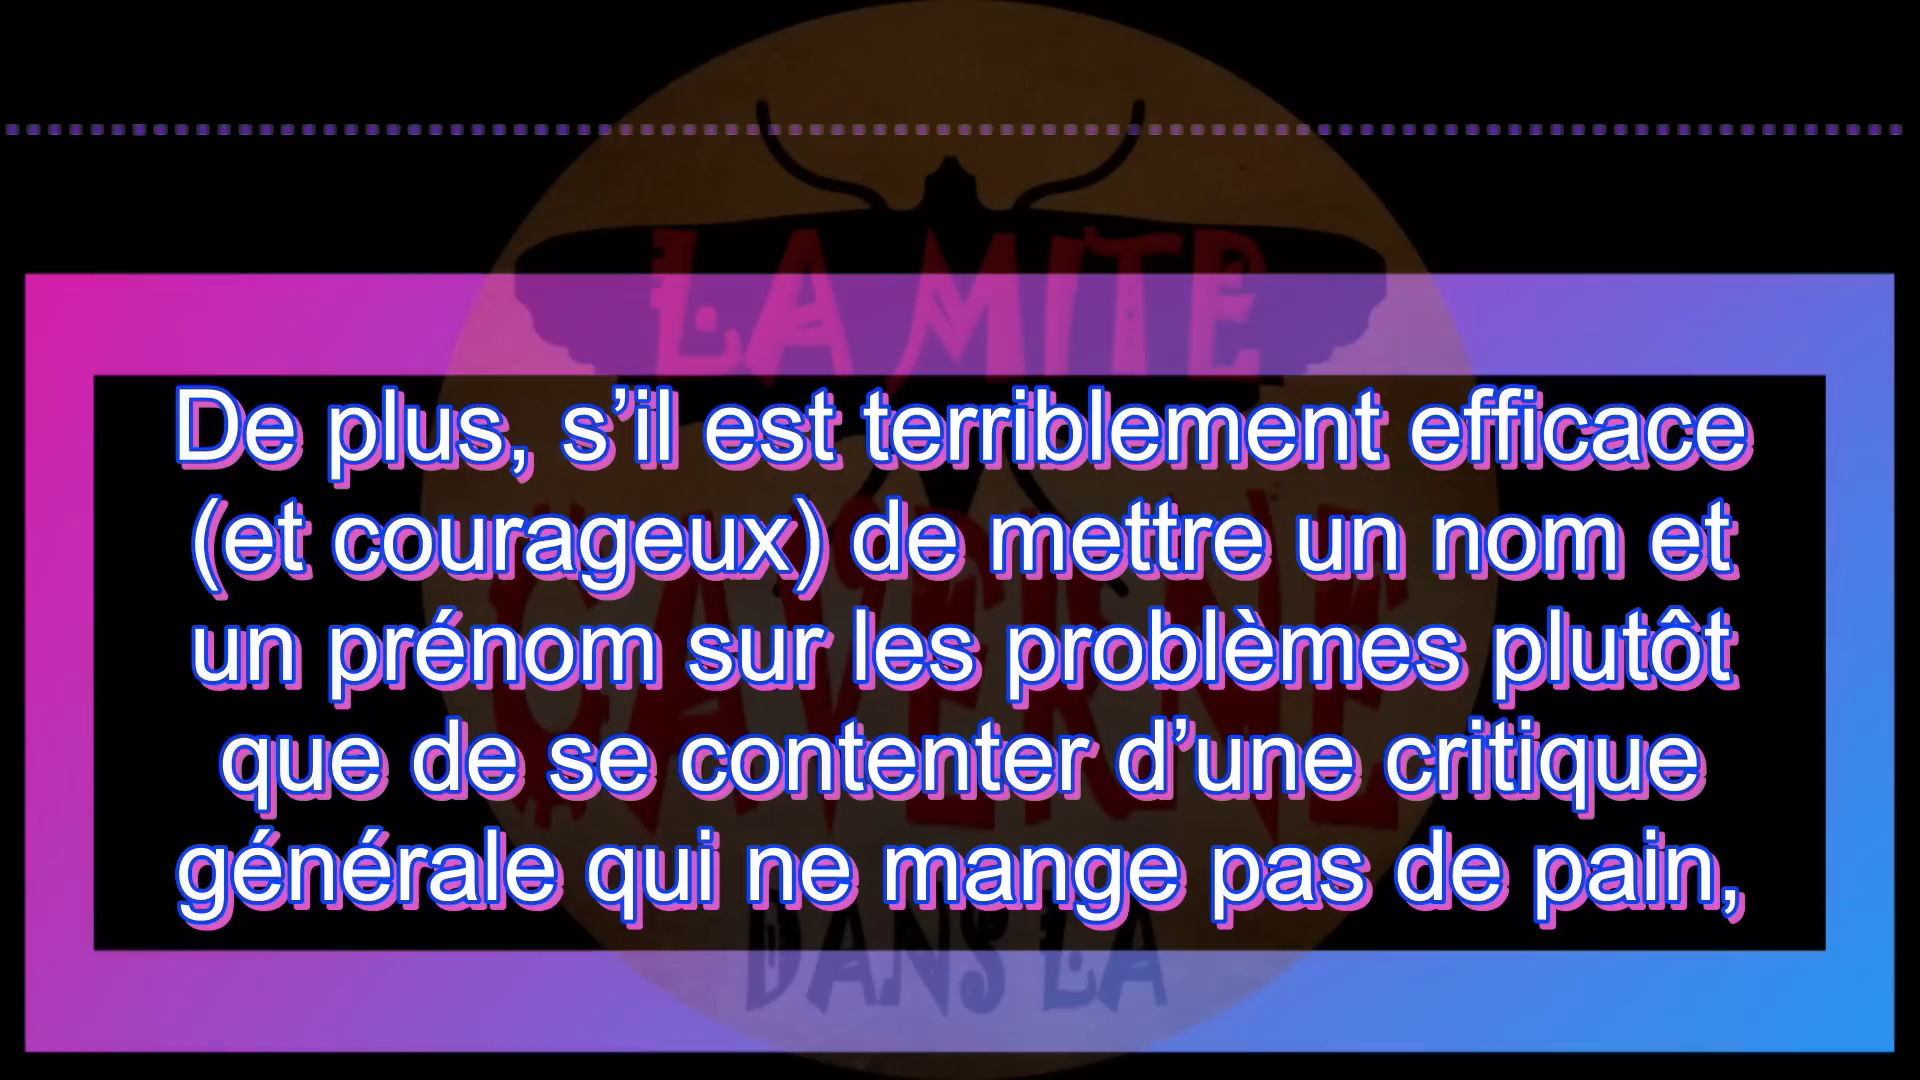 LA MITE
De plus, s’il est terriblement efficace
(et courageux) de mettre un nom et
un prénom sur les problèmes plutôt
que de se contenter d’une critique
générale qui ne mange pas de pain,
CAVERNE
DANS LA